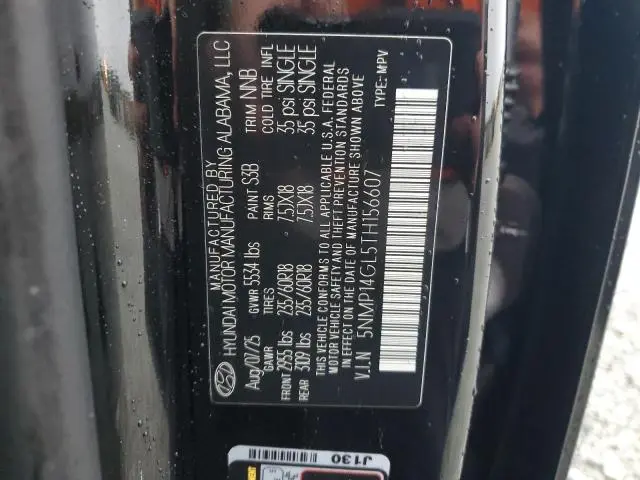 MANUFACTURED BY
HYUNDAI MOTOR MANUFACTURING ALABAMA, LLC
Aug/07/25 GVWR 5534 lbs PAINT S3B TRIM NNB
GAWR TIRES RIMS COLD TIRE INFL
FRONT 2955 lbs 235/60R18 7.5JX18 35 psi SINGLE
REAR 3109 lbs 235/60R18 7.5JX18 35 psi SINGLE
THIS VEHICLE CONFORMS TO ALL APPLICABLE U.S.A. FEDERAL
MOTOR VEHICLE SAFETY AND THEFT PREVENTION STANDARDS
IN EFFECT ON THE DATE OF MANUFACTURE SHOWN ABOVE
V.I.N 5NMP14GL5TH156607 TYPE:MPV
J130